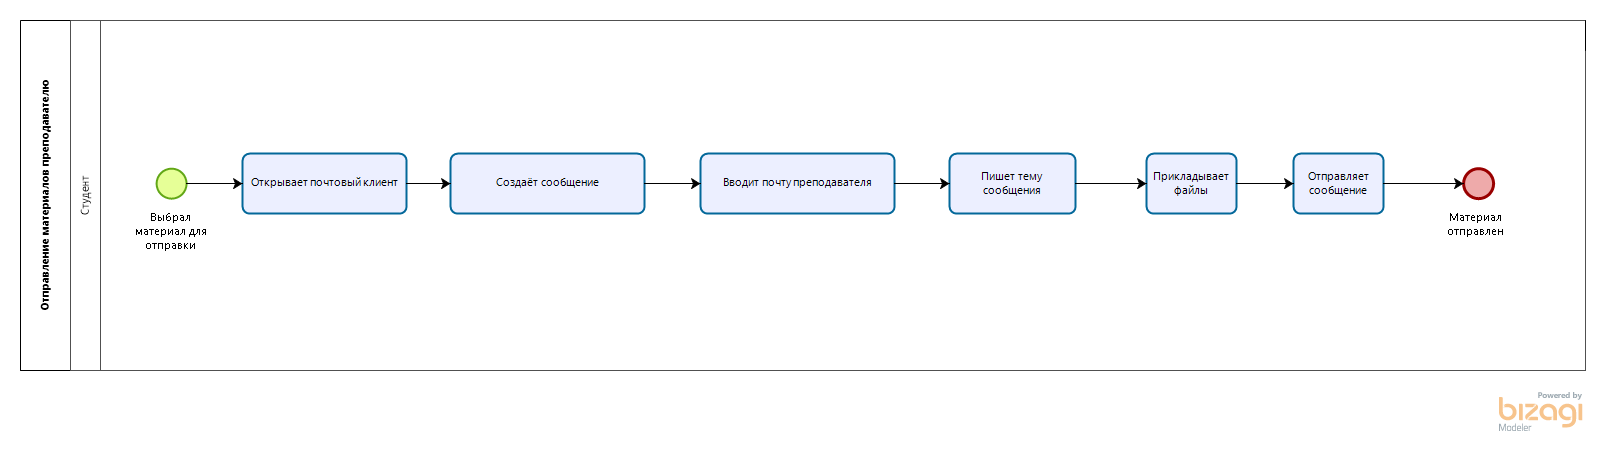 Отправление материалов преподавателю
Студент
Выбрал
материал для
отправки
Открывает почтовый клиент
Создаёт сообщение
Вводит почту преподавателя
Пишет тему
сообщения
Прикладывает
файлы
Отправляет
сообщение
Материал
отправлен
Powered by
bizagi
Modeler